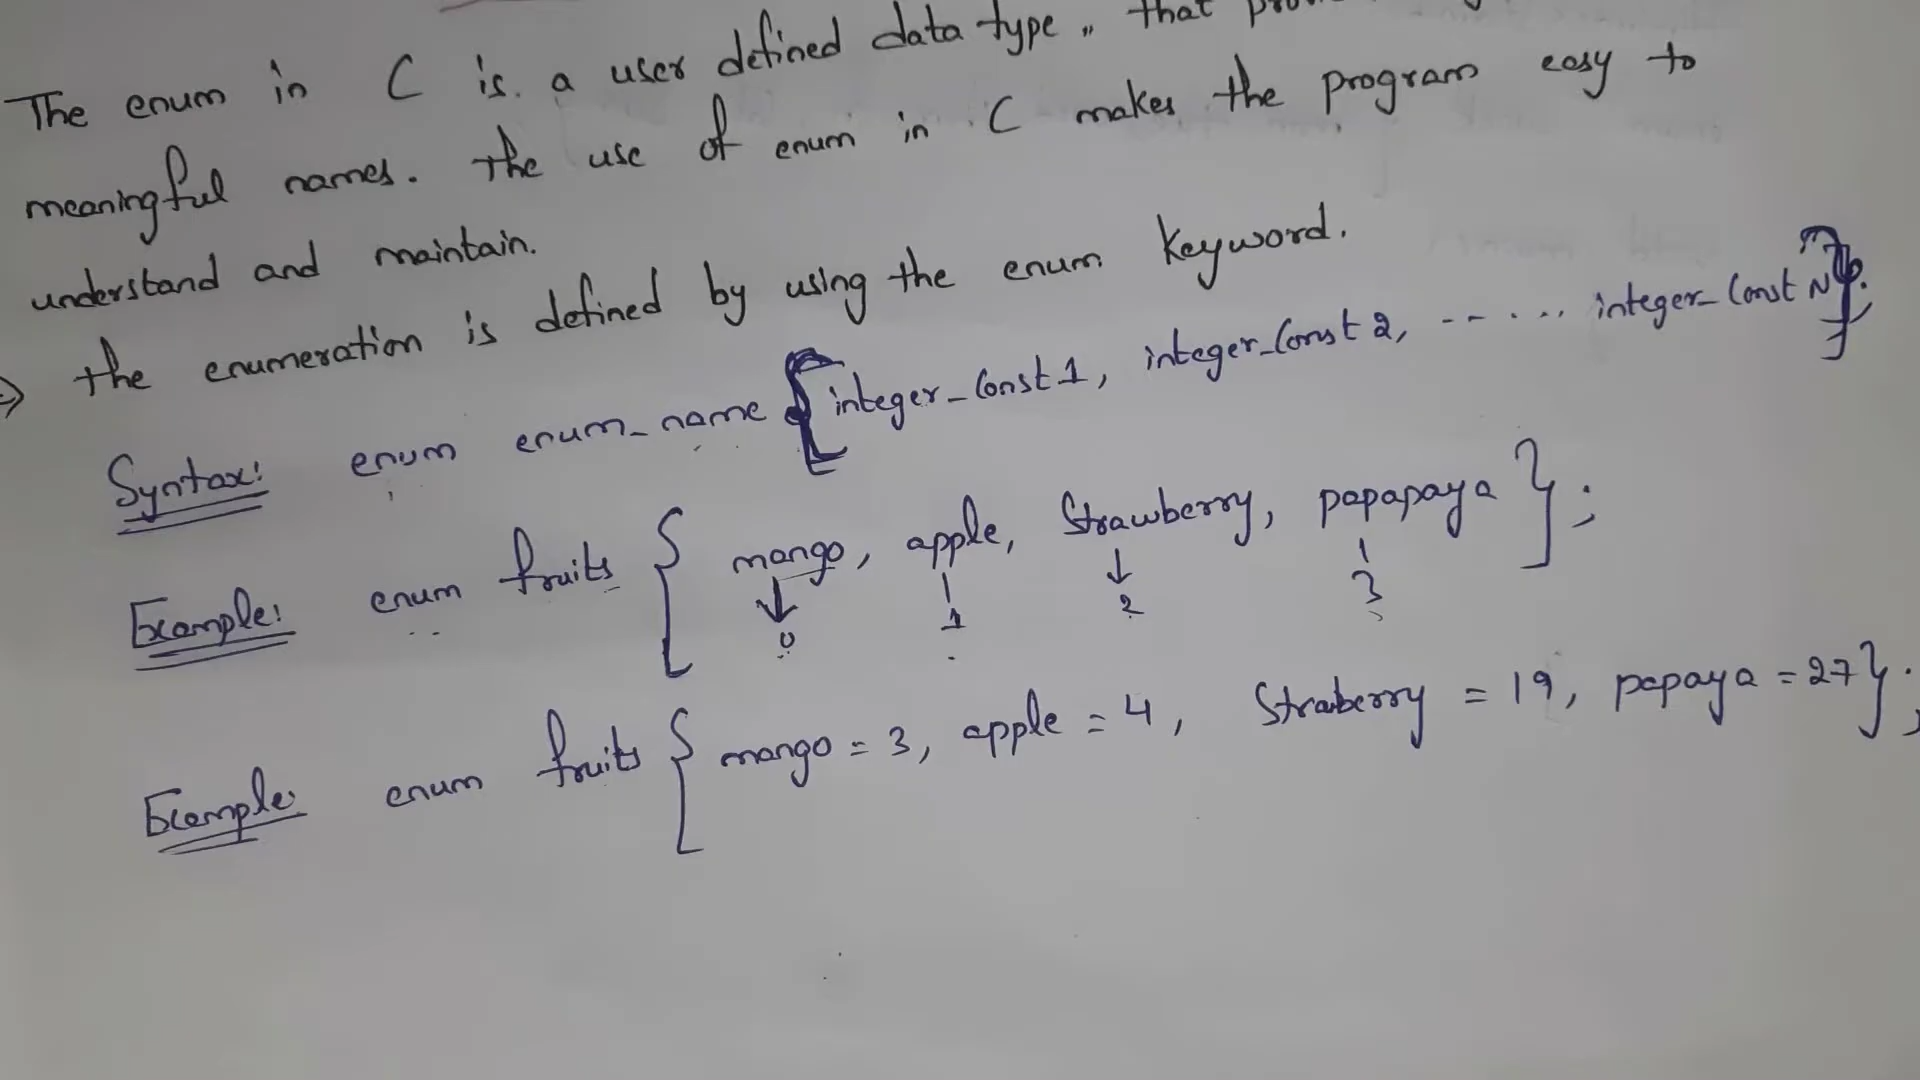 The enum in C is a user defined data type, that
meaningful names. the use of enum in C makes the program easy to
understand and maintain.
→ the enumeration is defined by using the enum keyword.
Syntax: enum enum_name { integer_Const 1, integer_Const 2, -- - ... integer_Const N };
Example: enum fruits { mango, apple, Strawberry, papapaya };
↓ 0 | 1 ↓ 2 | 3
Example: enum fruits { mango = 3, apple = 4, Straberry = 19, papaya = 27 };